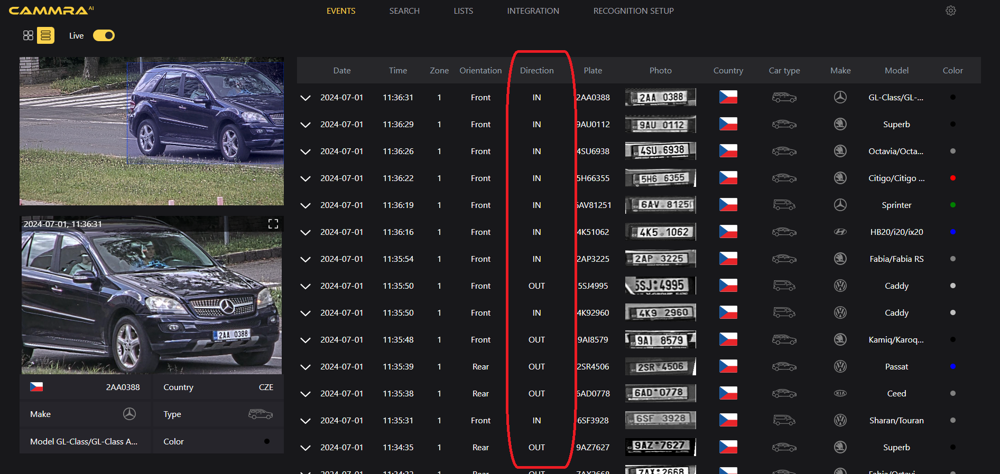 CAMMRA AI
EVENTS SEARCH LISTS INTEGRATION RECOGNITION SETUP
Live
Date Time Zone Orientation Direction Plate Photo Country Car type Make Model Color
2024-07-01 11:36:31 1 Front IN 2AA0388 2AA 0388 GL-Class/GL-...
2024-07-01 11:36:29 1 Front IN 9AU0112 9AU 0112 Superb
2024-07-01 11:36:26 1 Front IN 4SU6938 4SU 6938 Octavia/Octa...
2024-07-01 11:36:22 1 Front IN 5H66355 5H6 6355 Citigo/Citigo ...
2024-07-01 11:36:19 1 Front IN 6AV81251 6AV 8125 Sprinter
2024-07-01 11:36:16 1 Front IN 4K51062 4K5 1062 HB20/i20/ix20
2024-07-01 11:35:54 1 Front IN 2AP3225 2AP 3225 Fabia/Fabia RS
2024-07-01 11:35:50 1 Front OUT 5SJ4995 5SJ 4995 Caddy
2024-07-01 11:35:50 1 Front IN 4K92960 4K9 2960 Caddy
2024-07-01 11:35:48 1 Front OUT 9AI8579 9AI 8579 Kamiq/Karoq...
2024-07-01 11:35:39 1 Rear OUT 2SR4506 2SR 4506 Passat
2024-07-01 11:35:38 1 Rear OUT 6AD0778 6AD 0778 KIA Ceed
2024-07-01 11:35:31 1 Front IN 6SF3928 6SF 3928 Sharan/Touran
2024-07-01 11:34:35 1 Rear OUT 9AZ7627 9AZ 7627 Superb
2024-07-01, 11:36:31
2AA 0388
2AA0388 Country CZE
Make Type
Model GL-Class/GL-Class A... Color